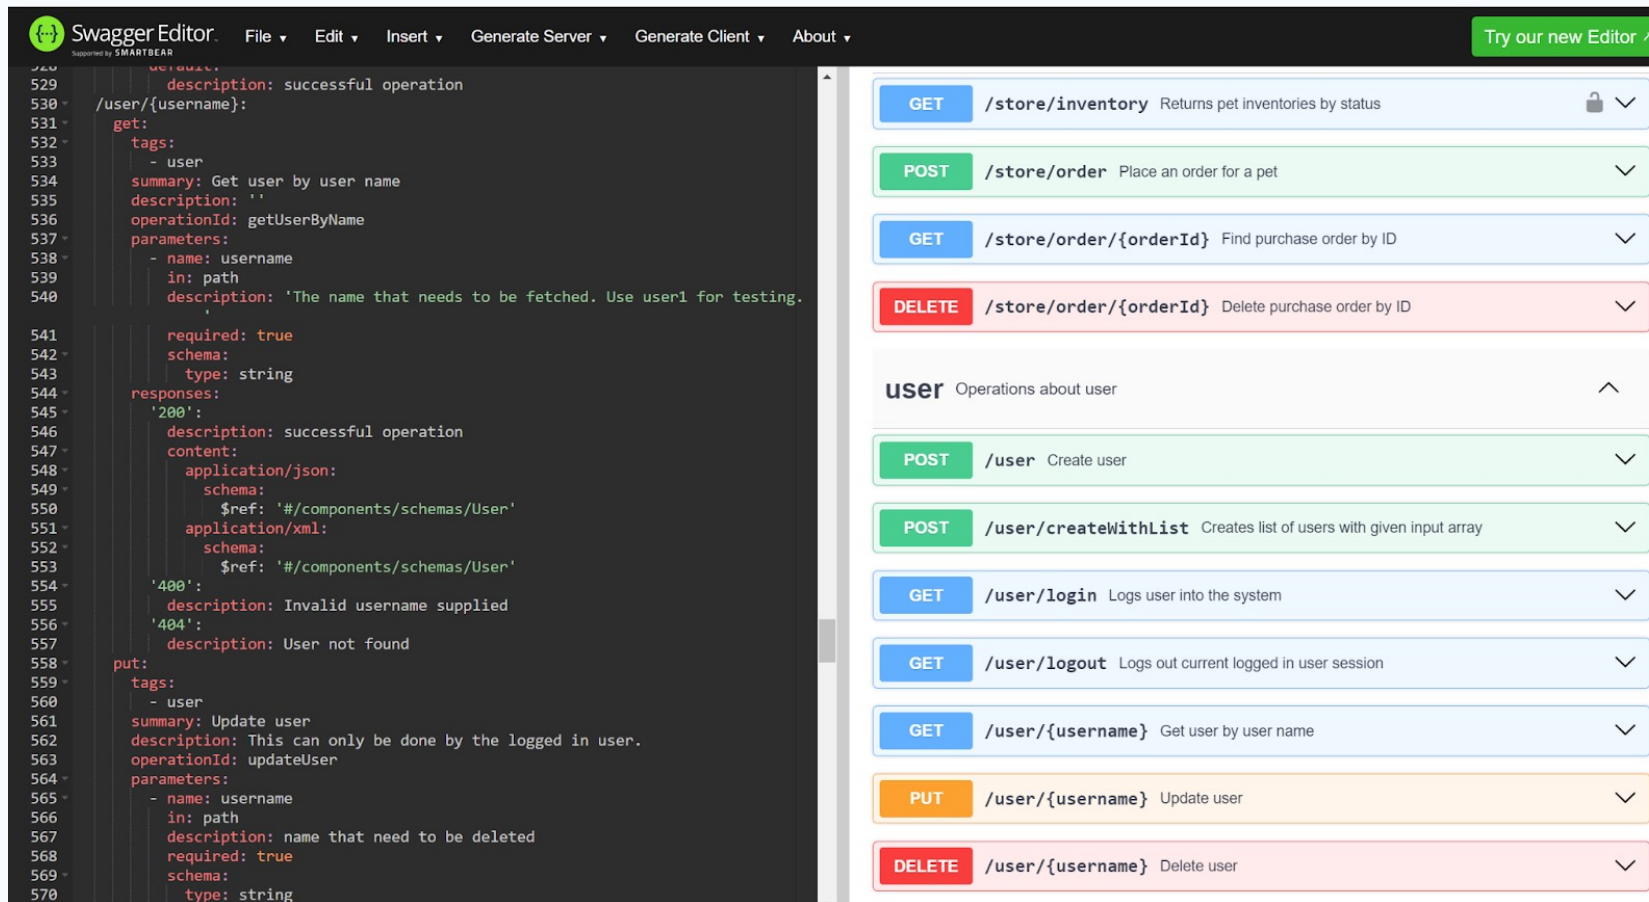 Swagger Editor
Supported by SMARTBEAR
File
Edit
Insert
Generate Server
Generate Client
About
Try our new Editor
528 default:
529 description: successful operation
530 /user/{username}:
531 get:
532 tags:
533 - user
534 summary: Get user by user name
535 description: ''
536 operationId: getUserByName
537 parameters:
538 - name: username
539 in: path
540 description: 'The name that needs to be fetched. Use user1 for testing.
'
541 required: true
542 schema:
543 type: string
544 responses:
545 '200':
546 description: successful operation
547 content:
548 application/json:
549 schema:
550 $ref: '#/components/schemas/User'
551 application/xml:
552 schema:
553 $ref: '#/components/schemas/User'
554 '400':
555 description: Invalid username supplied
556 '404':
557 description: User not found
558 put:
559 tags:
560 - user
561 summary: Update user
562 description: This can only be done by the logged in user.
563 operationId: updateUser
564 parameters:
565 - name: username
566 in: path
567 description: name that need to be deleted
568 required: true
569 schema:
570 type: string
GET /store/inventory Returns pet inventories by status
POST /store/order Place an order for a pet
GET /store/order/{orderId} Find purchase order by ID
DELETE /store/order/{orderId} Delete purchase order by ID
user Operations about user
POST /user Create user
POST /user/createWithList Creates list of users with given input array
GET /user/login Logs user into the system
GET /user/logout Logs out current logged in user session
GET /user/{username} Get user by user name
PUT /user/{username} Update user
DELETE /user/{username} Delete user